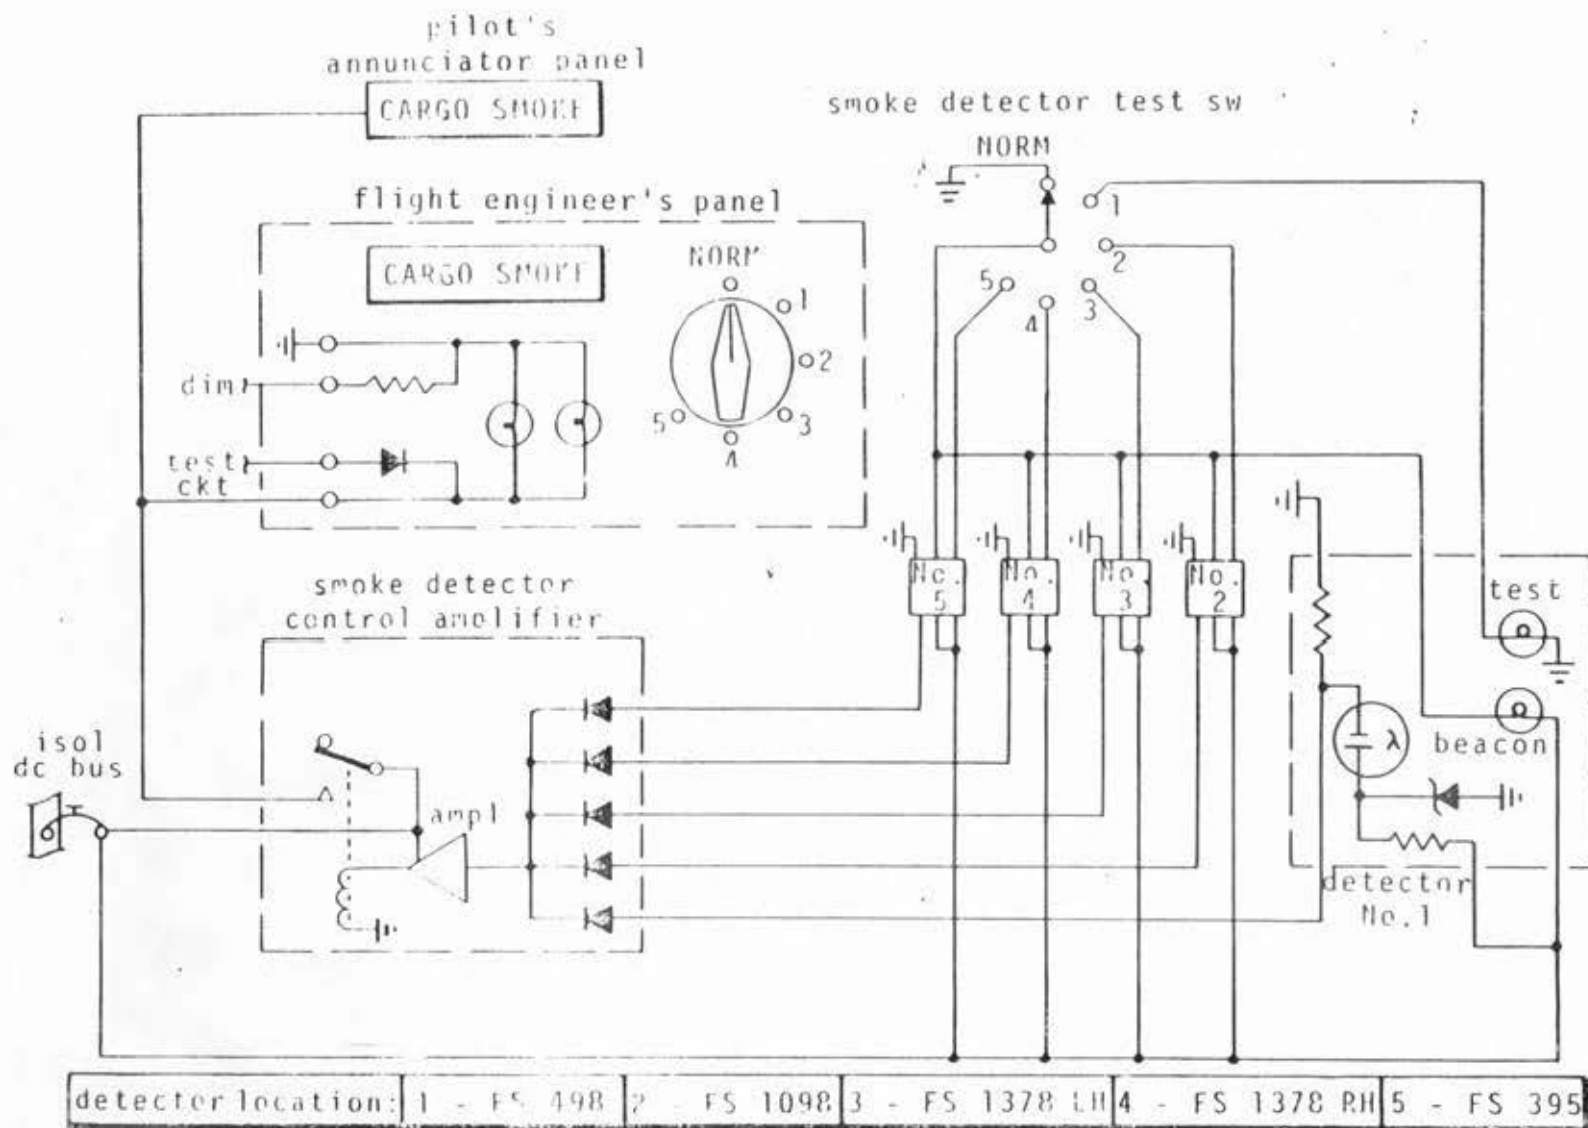 pilot's
annunciator panel
CARGO SMOKE
smoke detector test sw
NORM
1
2
3
4
5
flight engineer's panel
CARGO SMOKE
NORM
1
2
3
4
5
dim
test
ckt
No.
5
No.
4
No.
3
No.
2
test
beacon
λ
detector
No.1
smoke detector
control amplifier
ampl
isol
dc bus
detector location: 1 - FS 498 2 - FS 1098 3 - FS 1378 LH 4 - FS 1378 RH 5 - FS 395